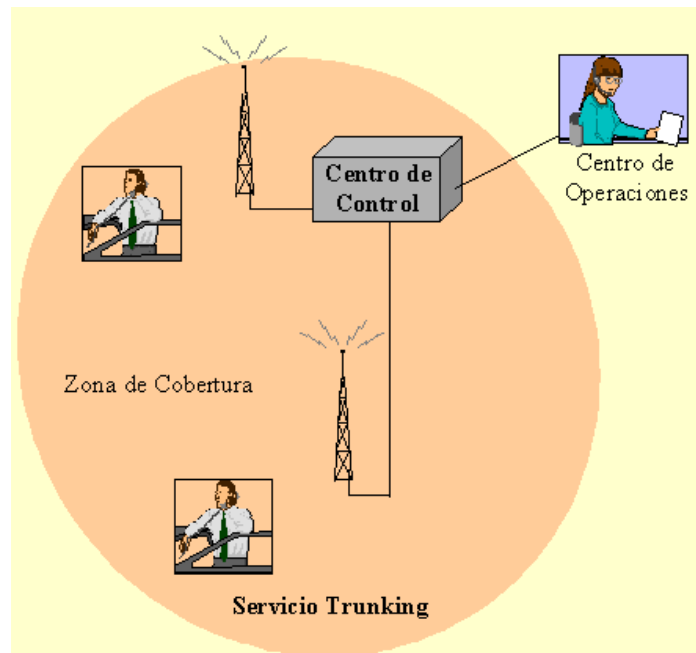 Centro de
Control
Centro de
Operaciones
Zona de Cobertura
Servicio Trunking